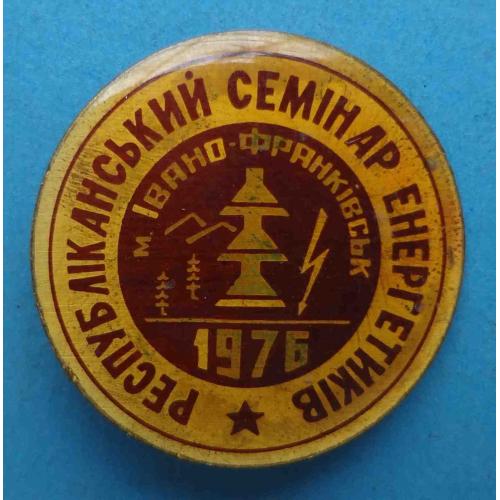 РЕСПУБЛІКАНСЬКИЙ СЕМІНАР ЕНЕРГЕТИКІВ
м. ІВАНО-ФРАНКІВСЬК
1976